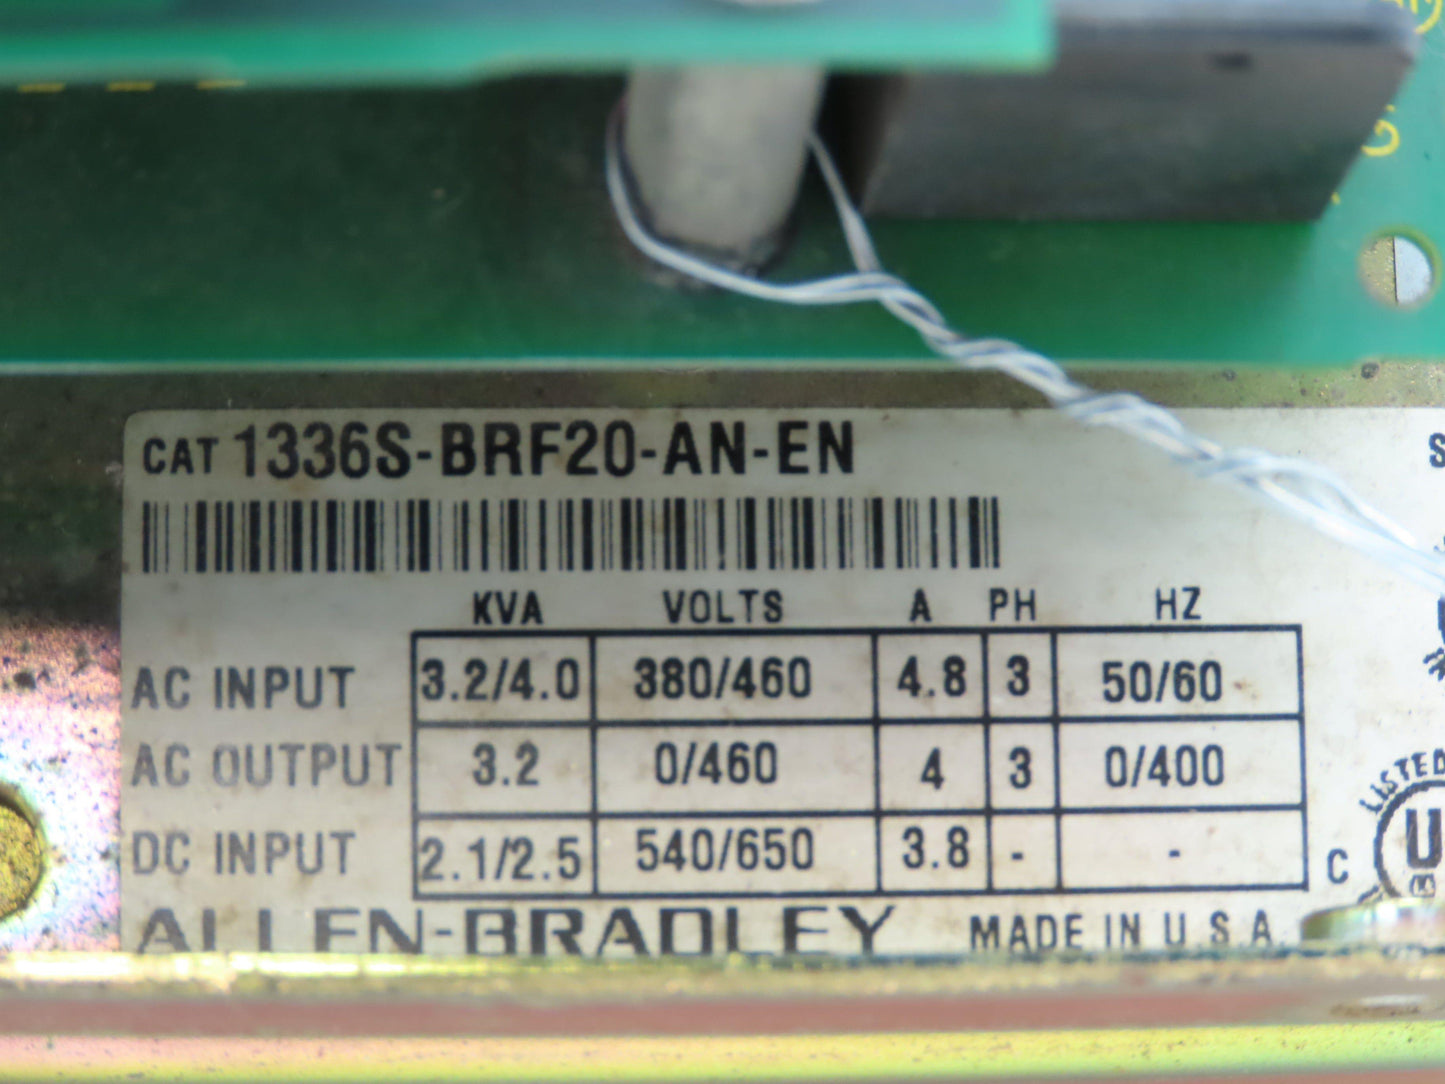 CAT 1336S-BRF20-AN-EN
KVA VOLTS A PH HZ
AC INPUT 3.2/4.0 380/460 4.8 3 50/60
AC OUTPUT 3.2 0/460 4 3 0/400
DC INPUT 2.1/2.5 540/650 3.8 - -
LISTED
C
ALLEN-BRADLEY MADE IN U.S.A.